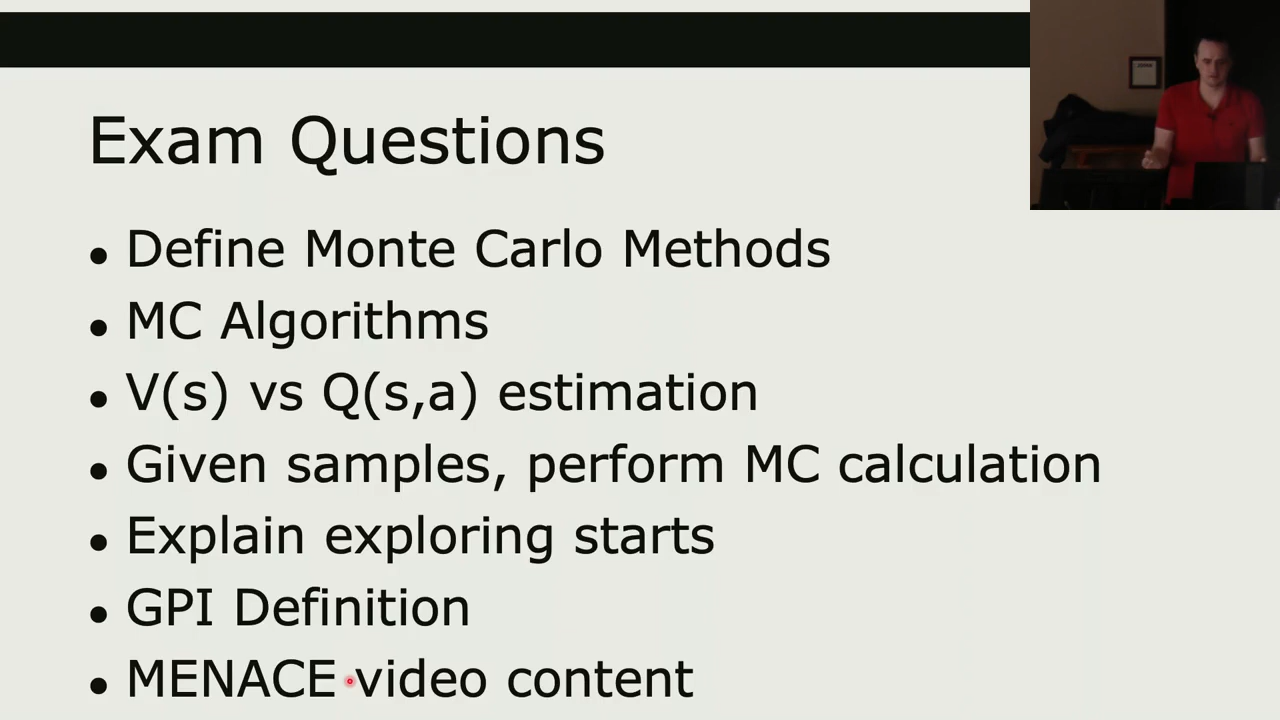 Exam Questions
• Define Monte Carlo Methods
• MC Algorithms
• V(s) vs Q(s,a) estimation
• Given samples, perform MC calculation
• Explain exploring starts
• GPI Definition
• MENACE video content